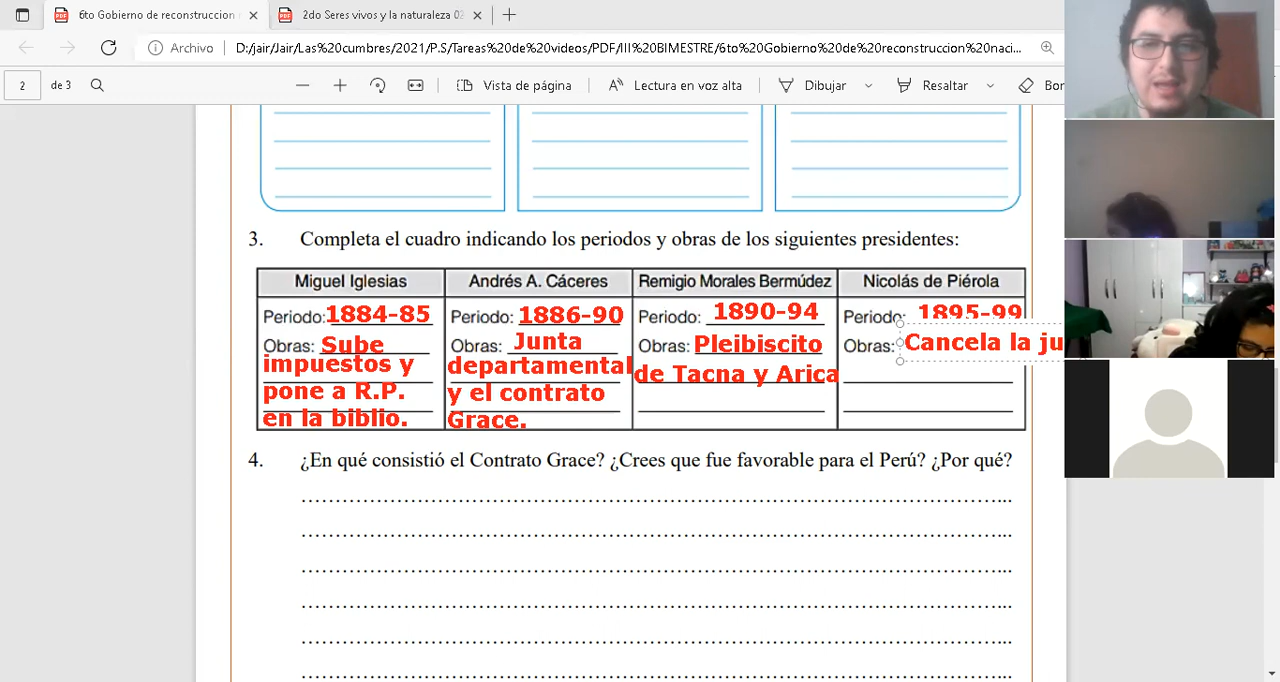 6to Gobierno de reconstruccion
2do Seres vivos y la naturaleza 02
Archivo
D:/jair/Jair/Las%20cumbres/2021/P.S/Tareas%20de%20videos/PDF/III%20BIMESTRE/6to%20Gobierno%20de%20reconstruccion%20naci...
2 de 3
Vista de página
Lectura en voz alta
Dibujar
Resaltar
Bor
3. Completa el cuadro indicando los periodos y obras de los siguientes presidentes:
Miguel Iglesias
Periodo: 1884-85
Obras: Sube
impuestos y
pone a R.P.
en la biblio.
Andrés A. Cáceres
Periodo: 1886-90
Obras: Junta
departamental
y el contrato
Grace.
Remigio Morales Bermúdez
Periodo: 1890-94
Obras: Pleibiscito
de Tacna y Arica
Nicolás de Piérola
Periodo: 1895-99
Obras: Cancela la ju
4. ¿En qué consistió el Contrato Grace? ¿Crees que fue favorable para el Perú? ¿Por qué?